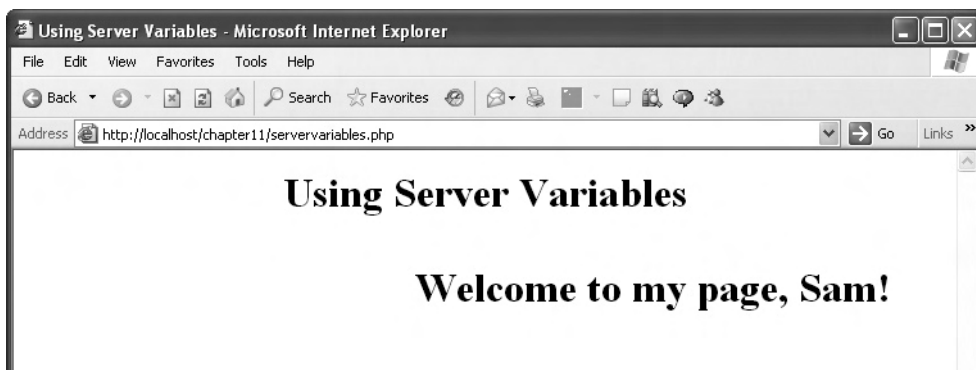 Using Server Variables - Microsoft Internet Explorer
File Edit View Favorites Tools Help
Back Search Favorites
Address http://localhost/chapter11/servervariables.php Go Links »
Using Server Variables
Welcome to my page, Sam!